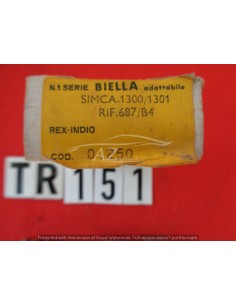 N.1 SERIE BIELLA adattabile
SIMCA.1300/1301
RiF.687/B4
REX-INDIO
COD. 04250
TR 151